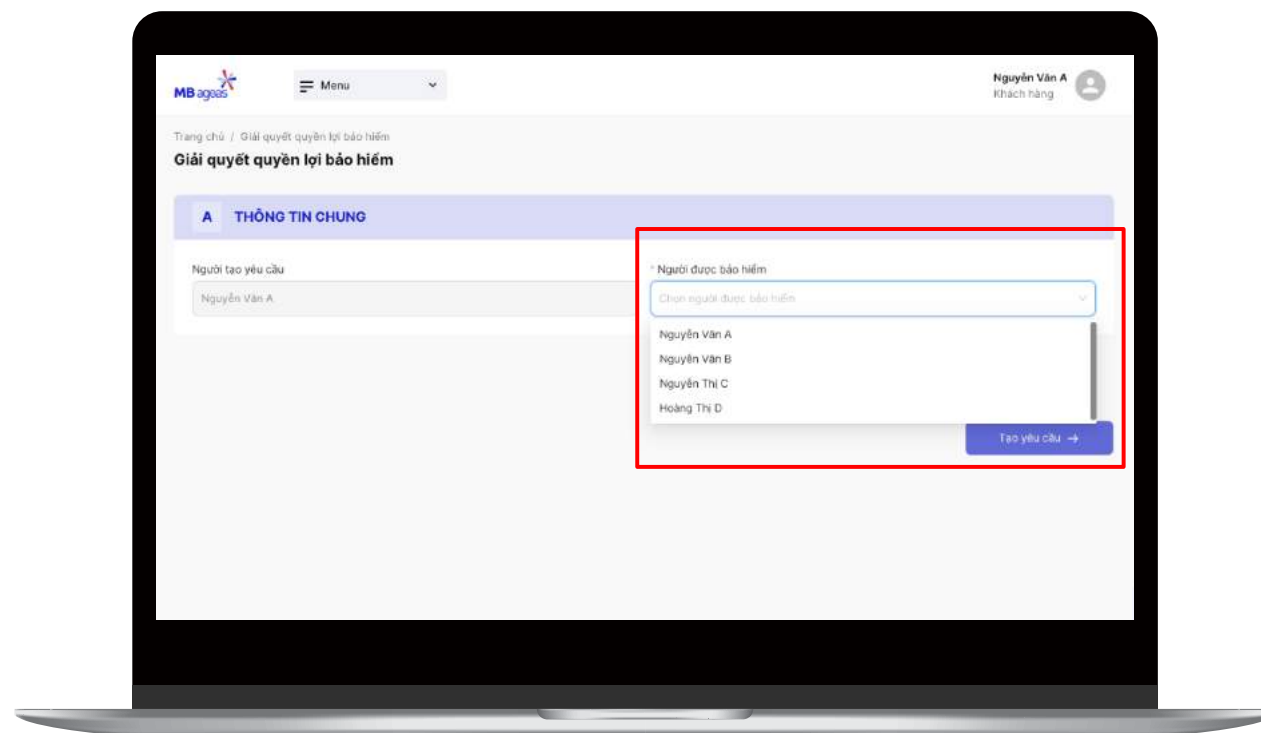 MB ageas
Menu
Nguyễn Văn A
Khách hàng
Trang chủ / Giải quyết quyền lợi bảo hiểm
Giải quyết quyền lợi bảo hiểm
A THÔNG TIN CHUNG
Người tạo yêu cầu
Nguyễn Văn A
* Người được bảo hiểm
Chọn người được bảo hiểm
Nguyễn Văn A
Nguyễn Văn B
Nguyễn Thị C
Hoàng Thị D
Tạo yêu cầu →